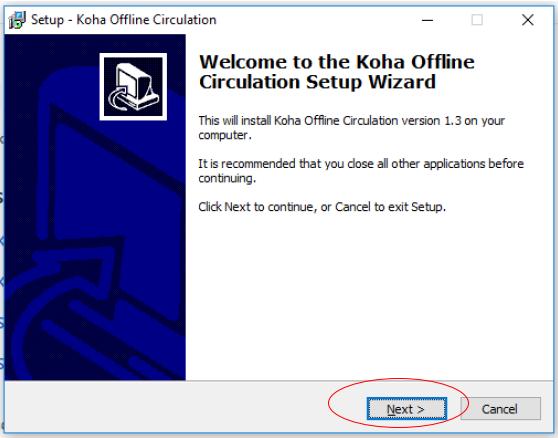 Setup - Koha Offline Circulation
Welcome to the Koha Offline
Circulation Setup Wizard
This will install Koha Offline Circulation version 1.3 on your
computer.
It is recommended that you close all other applications before
continuing.
Click Next to continue, or Cancel to exit Setup.
Next >
Cancel